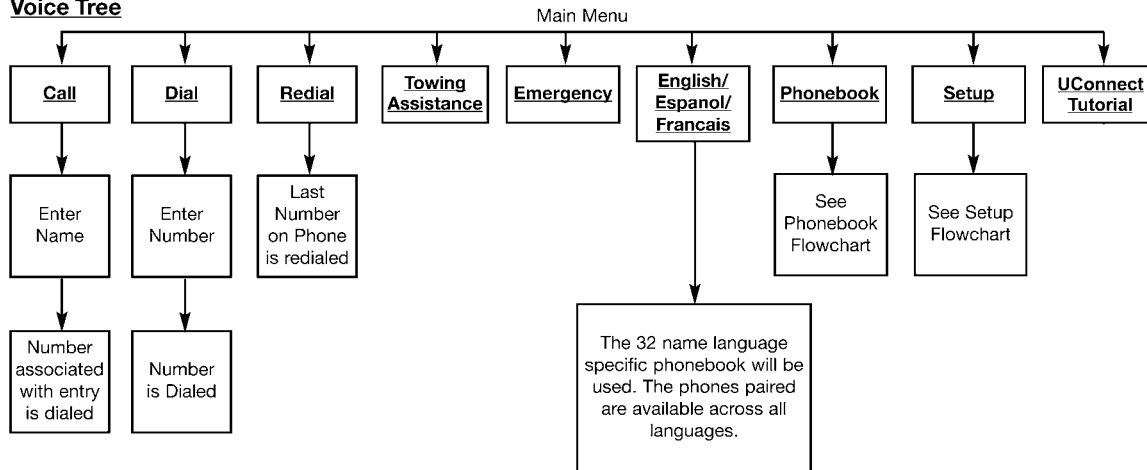 Voice Tree
Main Menu
Call
Dial
Redial
Towing
Assistance
Emergency
English/
Espanol/
Francais
Phonebook
Setup
UConnect
Tutorial
Enter
Name
Enter
Number
Last
Number
on Phone
is redialed
See
Phonebook
Flowchart
See Setup
Flowchart
Number
associated
with entry
is dialed
Number
is Dialed
The 32 name language
specific phonebook will be
used. The phones paired
are available across all
languages.